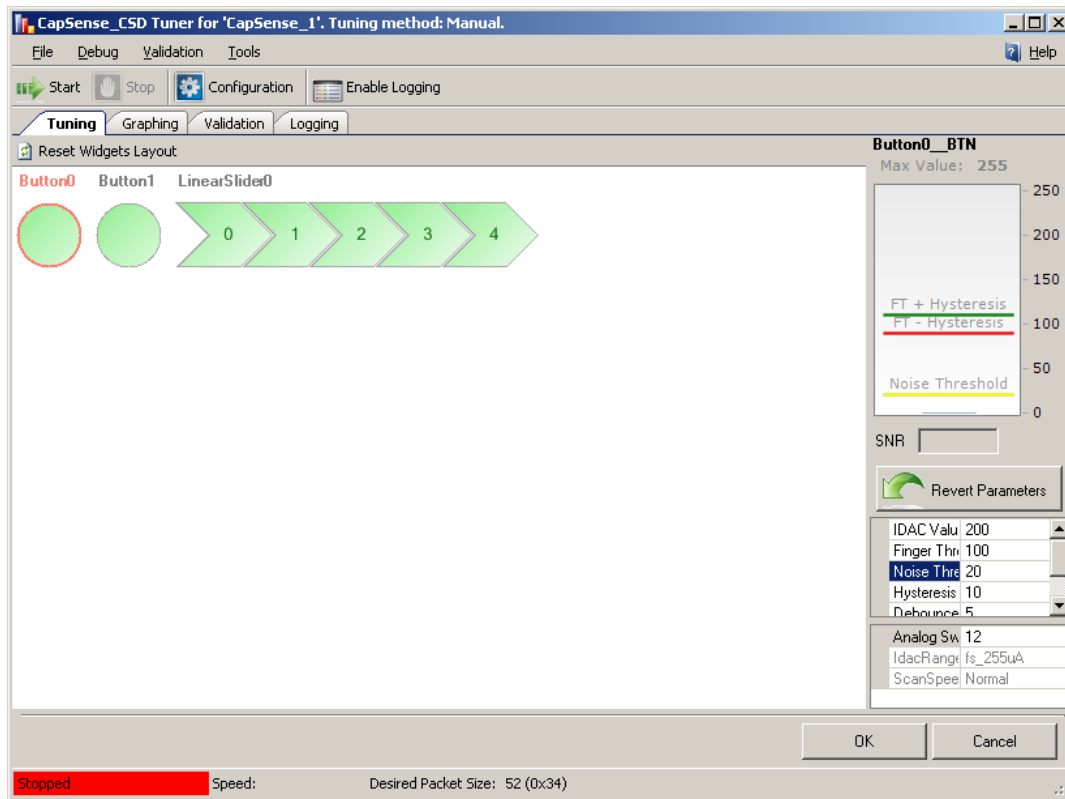 CapSense_CSD Tuner for 'CapSense_1'. Tuning method: Manual.
File Debug Validation Tools Help
Start Stop Configuration Enable Logging
Tuning Graphing Validation Logging
Reset Widgets Layout
Button0 Button1 LinearSlider0
0 1 2 3 4
Button0__BTN
Max Value: 255
250
200
150
FT + Hysteresis
FT - Hysteresis
100
50
Noise Threshold
0
SNR
Revert Parameters
IDAC Valu 200
Finger Thr 100
Noise Thre 20
Hysteresis 10
Debounce 5
Analog Sw 12
IdacRange fs_255uA
ScanSpee Normal
OK Cancel
Stopped Speed: Desired Packet Size: 52 (0x34)